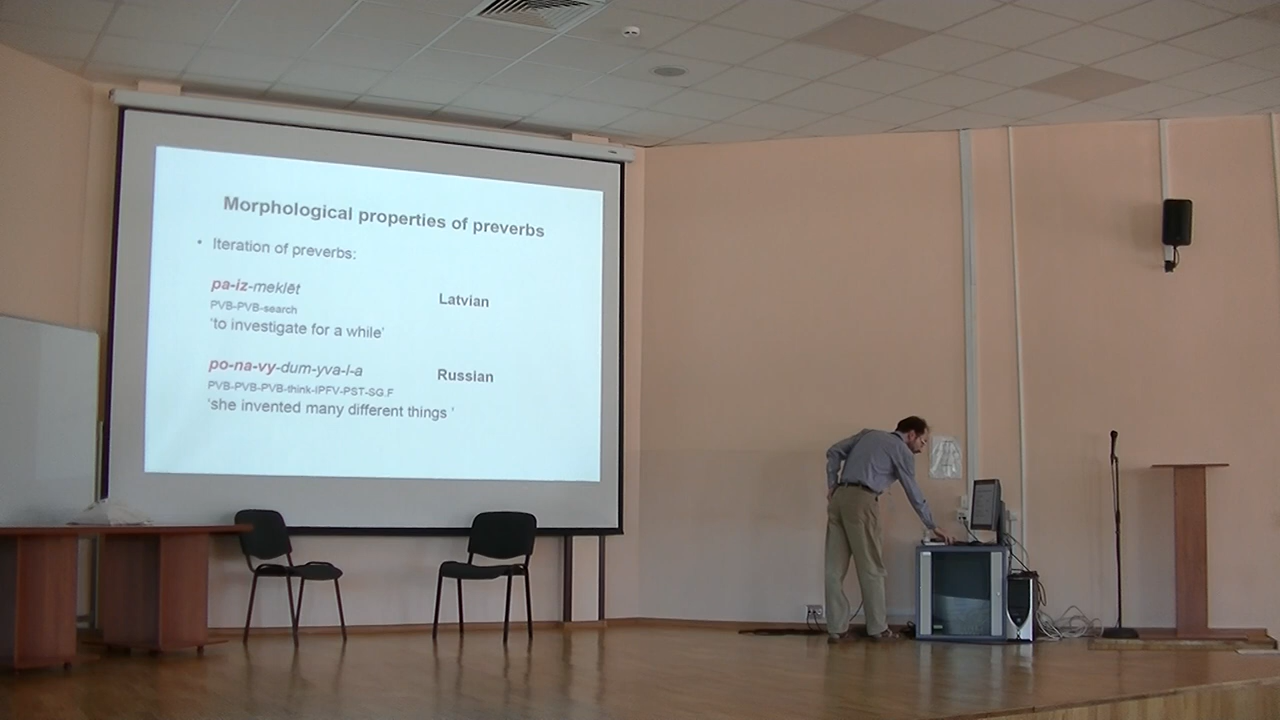 Morphological properties of preverbs
• Iteration of preverbs:
pa-iz-meklēt Latvian
PVB-PVB-search
'to investigate for a while'
po-na-vy-dum-yva-l-a Russian
PVB-PVB-PVB-think-IPFV-PST-SG.F
'she invented many different things '